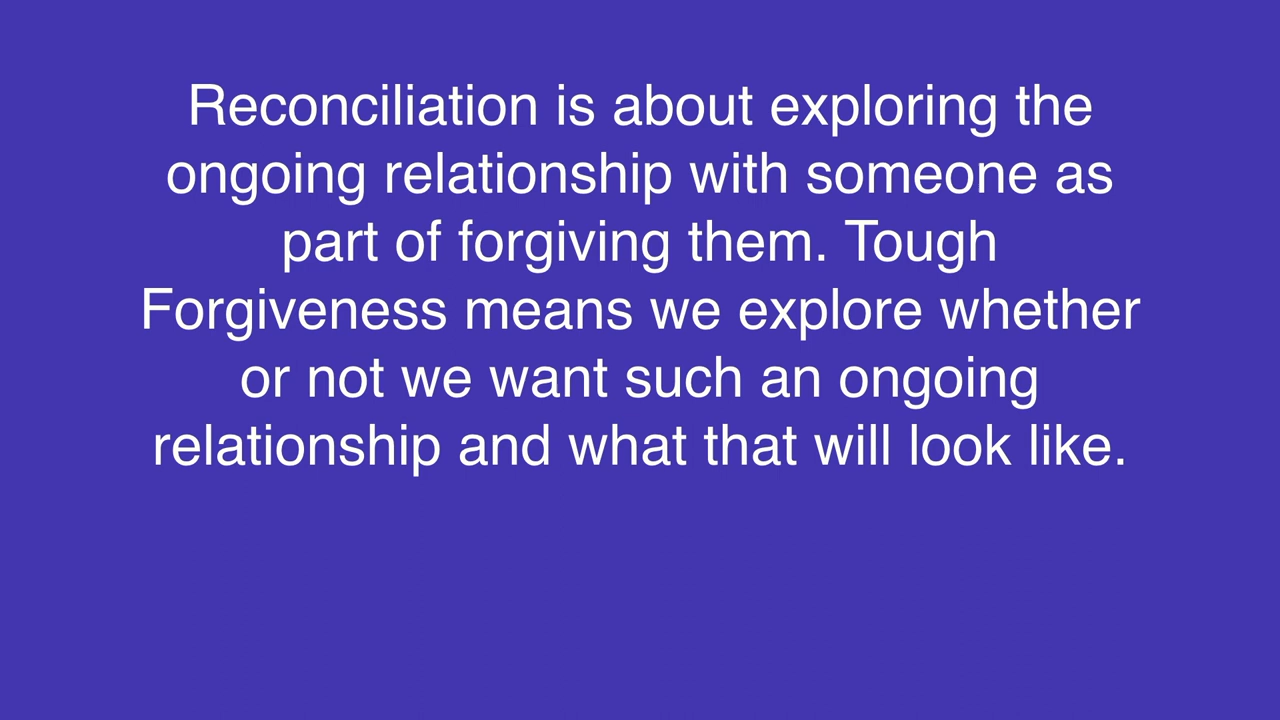 Reconciliation is about exploring the
ongoing relationship with someone as
part of forgiving them. Tough
Forgiveness means we explore whether
or not we want such an ongoing
relationship and what that will look like.